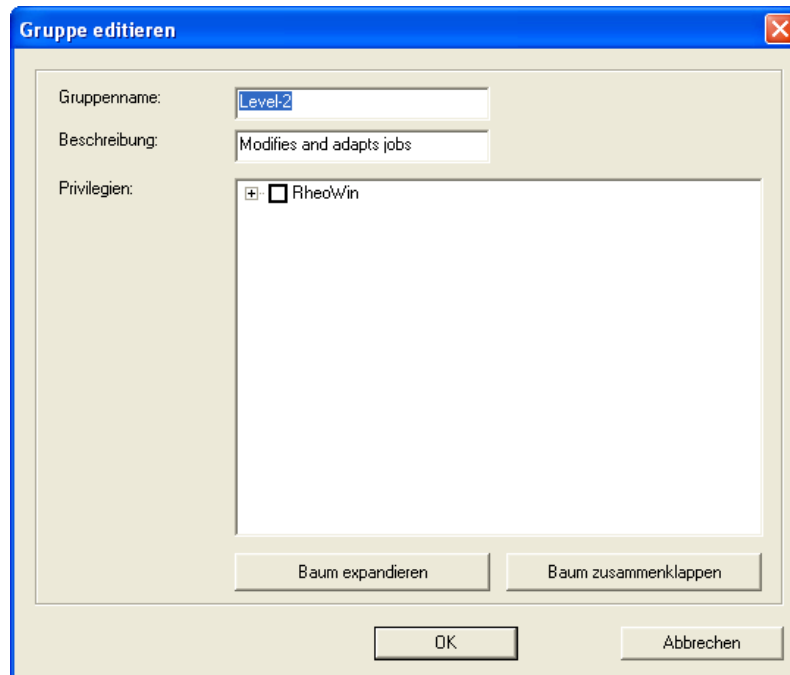 Gruppe editieren
Gruppenname:
Level-2
Beschreibung:
Modifies and adapts jobs
Privilegien:
RheoWin
Baum expandieren
Baum zusammenklappen
OK
Abbrechen